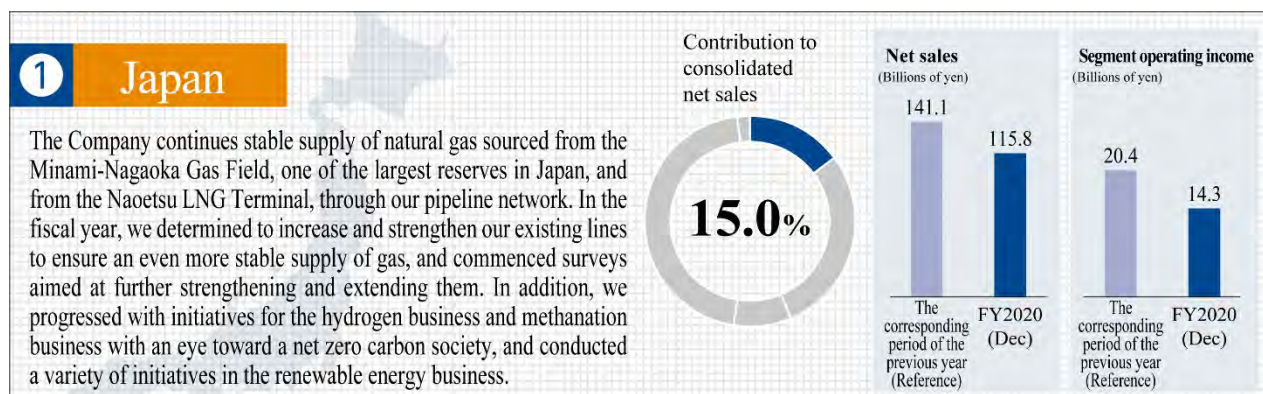 1
Japan
The Company continues stable supply of natural gas sourced from the
Minami-Nagaoka Gas Field, one of the largest reserves in Japan, and
from the Naoetsu LNG Terminal, through our pipeline network. In the
fiscal year, we determined to increase and strengthen our existing lines
to ensure an even more stable supply of gas, and commenced surveys
aimed at further strengthening and extending them. In addition, we
progressed with initiatives for the hydrogen business and methanation
business with an eye toward a net zero carbon society, and conducted
a variety of initiatives in the renewable energy business.
Contribution to
consolidated
net sales
15.0%
Net sales
(Billions of yen)
141.1
115.8
The
corresponding
period of the
previous year
(Reference)
FY2020
(Dec)
Segment operating income
(Billions of yen)
20.4
14.3
The
corresponding
period of the
previous year
(Reference)
FY2020
(Dec)